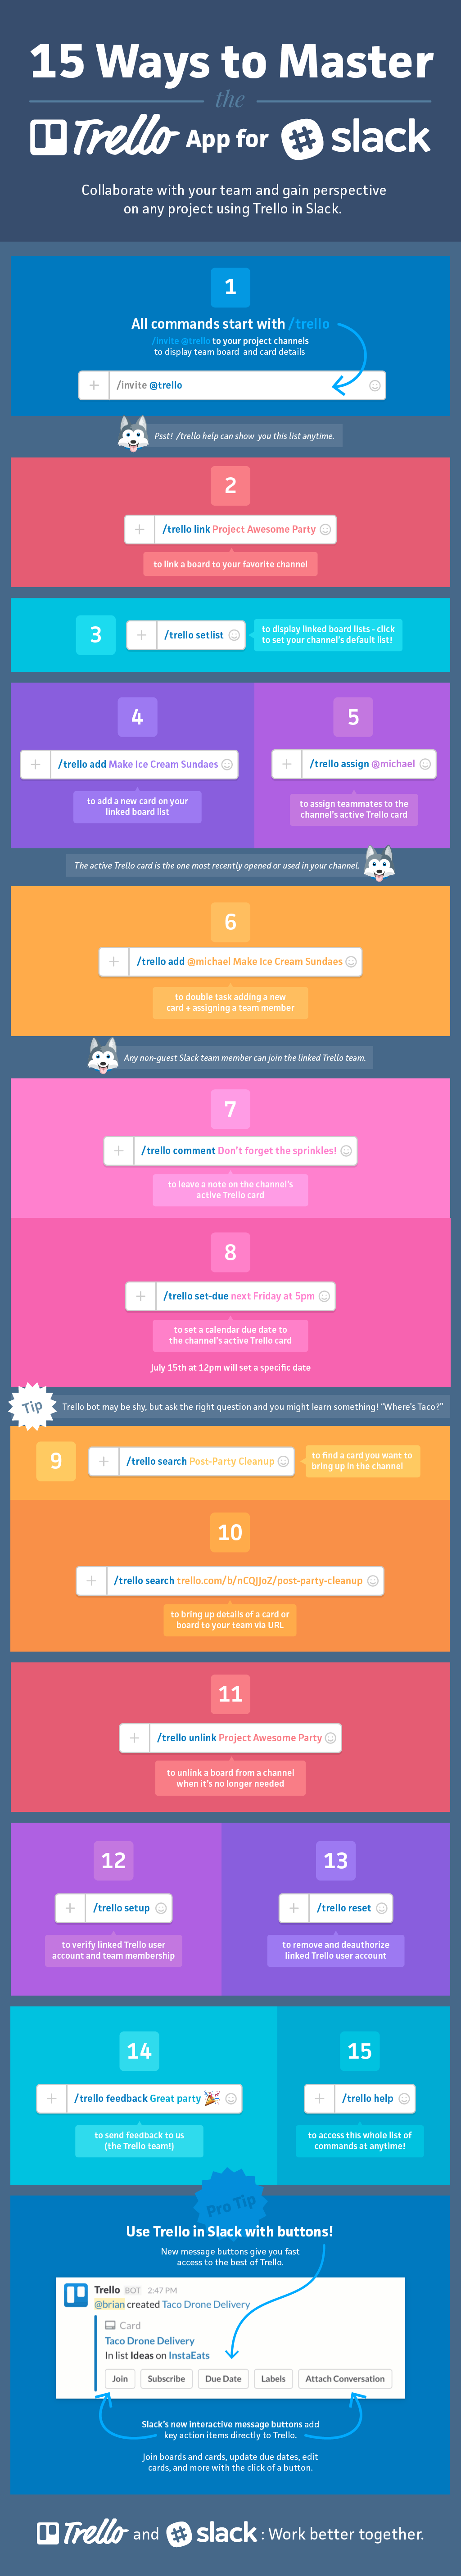 15 Ways to Master
the
Trello App for slack
Collaborate with your team and gain perspective
on any project using Trello in Slack.
1
All commands start with /trello
/invite @trello to your project channels
to display team board and card details
/invite @trello
Psst! /trello help can show you this list anytime.
2
/trello link Project Awesome Party
to link a board to your favorite channel
3
/trello setlist
to display linked board lists - click
to set your channel's default list!
4
/trello add Make Ice Cream Sundaes
to add a new card on your
linked board list
5
/trello assign @michael
to assign teammates to the
channel's active Trello card
The active Trello card is the one most recently opened or used in your channel.
6
/trello add @michael Make Ice Cream Sundaes
to double task adding a new
card + assigning a team member
Any non-guest Slack team member can join the linked Trello team.
7
/trello comment Don't forget the sprinkles!
to leave a note on the channel's
active Trello card
8
/trello set-due next Friday at 5pm
to set a calendar due date to
the channel's active Trello card
July 15th at 12pm will set a specific date
Tip
Trello bot may be shy, but ask the right question and you might learn something! "Where's Taco?"
9
/trello search Post-Party Cleanup
to find a card you want to
bring up in the channel
10
/trello search trello.com/b/nCQJJoZ/post-party-cleanup
to bring up details of a card or
board to your team via URL
11
/trello unlink Project Awesome Party
to unlink a board from a channel
when it's no longer needed
12
/trello setup
to verify linked Trello user
account and team membership
13
/trello reset
to remove and deauthorize
linked Trello user account
14
/trello feedback Great party
to send feedback to us
(the Trello team!)
15
/trello help
to access this whole list of
commands at anytime!
Pro Tip
Use Trello in Slack with buttons!
New message buttons give you fast
access to the best of Trello.
Trello BOT 2:47 PM
@brian created Taco Drone Delivery
Card
Taco Drone Delivery
In list Ideas on InstaEats
Join Subscribe Due Date Labels Attach Conversation
Slack's new interactive message buttons add
key action items directly to Trello.
Join boards and cards, update due dates, edit
cards, and more with the click of a button.
Trello and slack : Work better together.